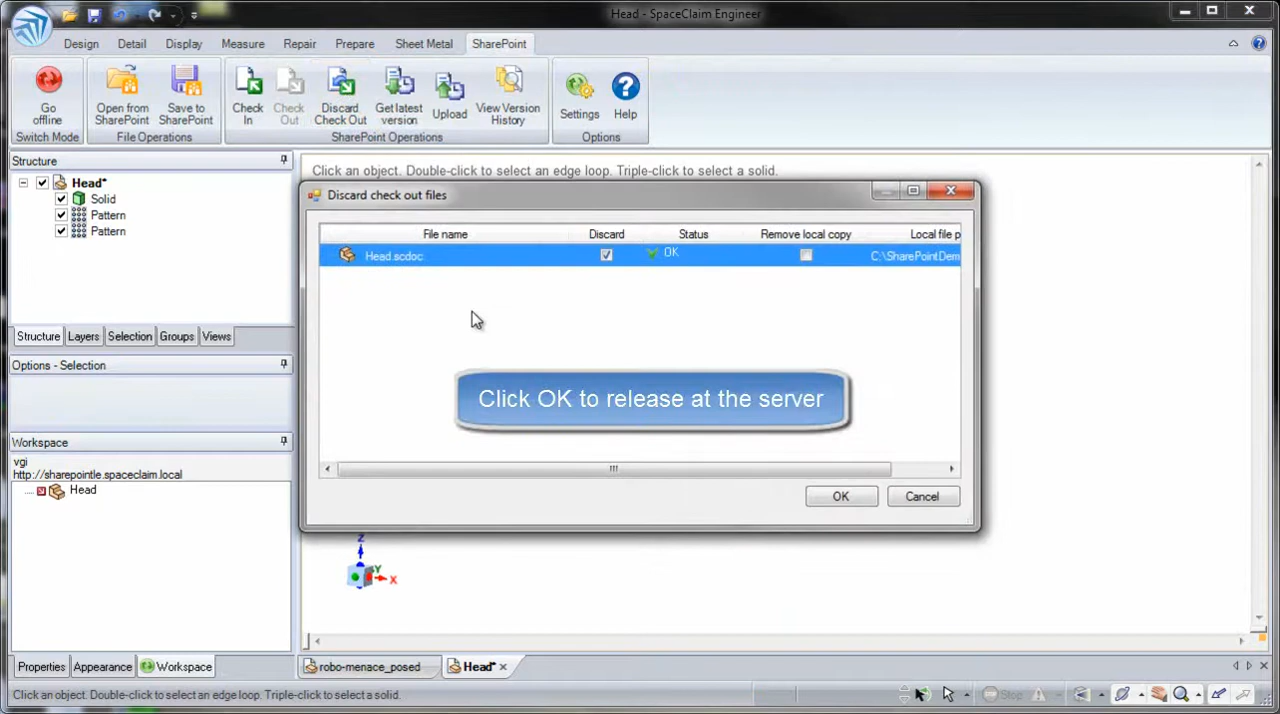 Head - SpaceClaim Engineer
Design Detail Display Measure Repair Prepare Sheet Metal SharePoint
Go offline
Open from SharePoint
Save to SharePoint
Check In
Check Out
Discard Check Out
Get latest version
Upload
View Version History
Settings
Help
Switch Mode
File Operations
SharePoint Operations
Options
Structure
Click an object. Double-click to select an edge loop. Triple-click to select a solid.
Head*
Solid
Pattern
Pattern
Discard check out files
File name Discard Status Remove local copy Local file p
Head.scdoc OK C:\SharePointDem
Click OK to release at the server
OK Cancel
Structure Layers Selection Groups Views
Options - Selection
Workspace
vgi
http://sharepointle.spaceclaim.local
Head
Z
Y
X
Properties Appearance Workspace
robo-menace_posed Head*
Click an object. Double-click to select an edge loop. Triple-click to select a solid.
Stop